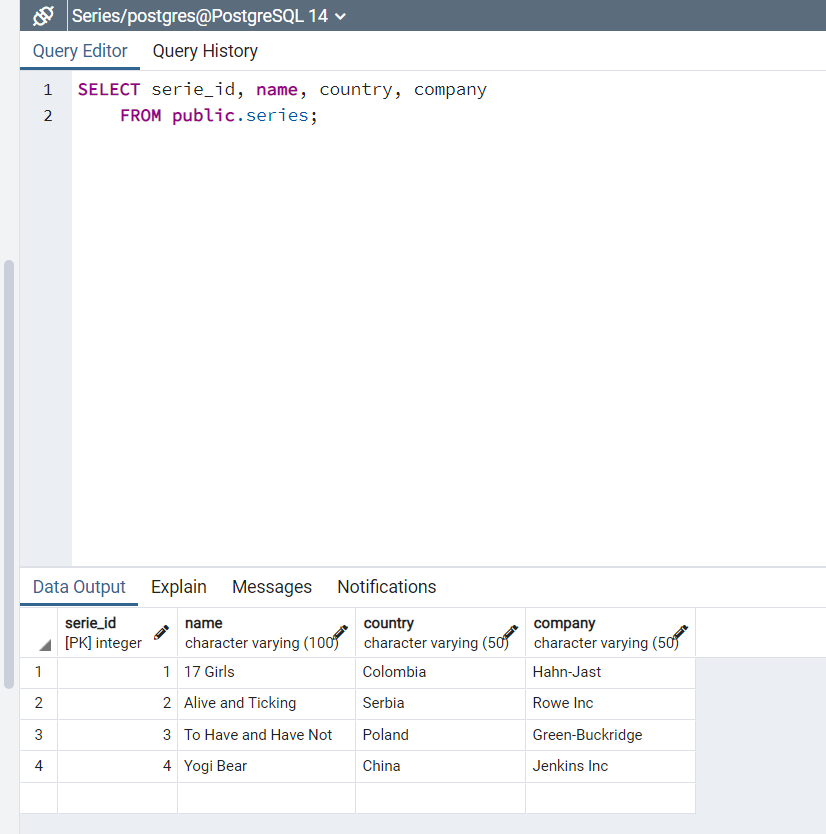 Series/postgres@PostgreSQL 14
Query Editor Query History
1 SELECT serie_id, name, country, company
2 FROM public.series;
Data Output Explain Messages Notifications
serie_id name country company
[PK] integer character varying (100) character varying (50) character varying (50)
1 1 17 Girls Colombia Hahn-Jast
2 2 Alive and Ticking Serbia Rowe Inc
3 3 To Have and Have Not Poland Green-Buckridge
4 4 Yogi Bear China Jenkins Inc